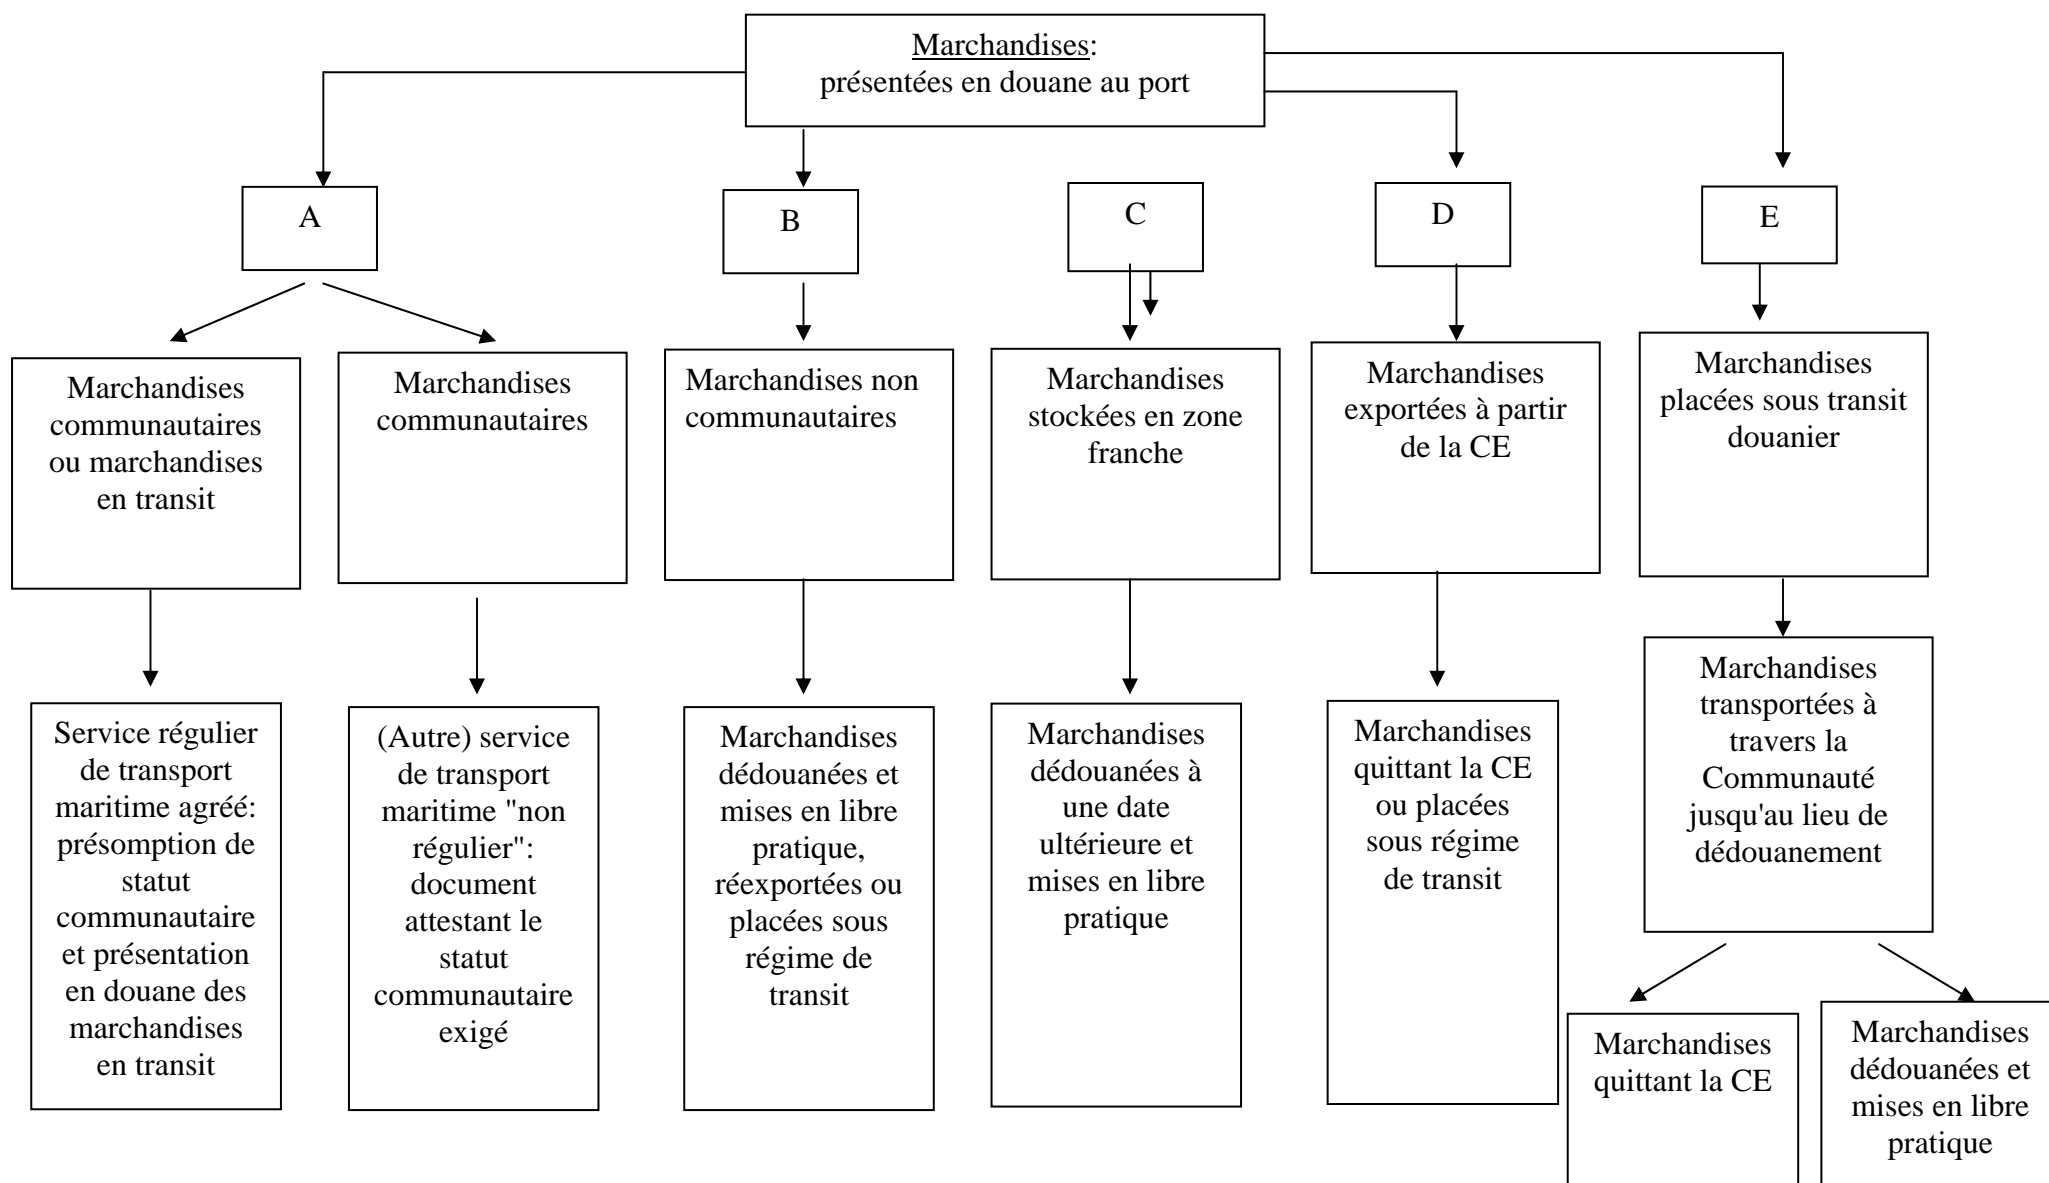 Marchandises:
présentées en douane au port
A
B
C
D
E
Marchandises
communautaires
ou marchandises
en transit
Marchandises
communautaires
Marchandises non
communautaires
Marchandises
stockées en zone
franche
Marchandises
exportées à partir
de la CE
Marchandises
placées sous transit
douanier
Service régulier
de transport
maritime agréé:
présomption de
statut
communautaire
et présentation
en douane des
marchandises
en transit
(Autre) service
de transport
maritime "non
régulier":
document
attestant le
statut
communautaire
exigé
Marchandises
dédouanées et
mises en libre
pratique,
réexportées ou
placées sous
régime de
transit
Marchandises
dédouanées à
une date
ultérieure et
mises en libre
pratique
Marchandises
quittant la CE
ou placées
sous régime
de transit
Marchandises
transportées à
travers la
Communauté
jusqu'au lieu de
dédouanement
Marchandises
quittant la CE
Marchandises
dédouanées et
mises en libre
pratique